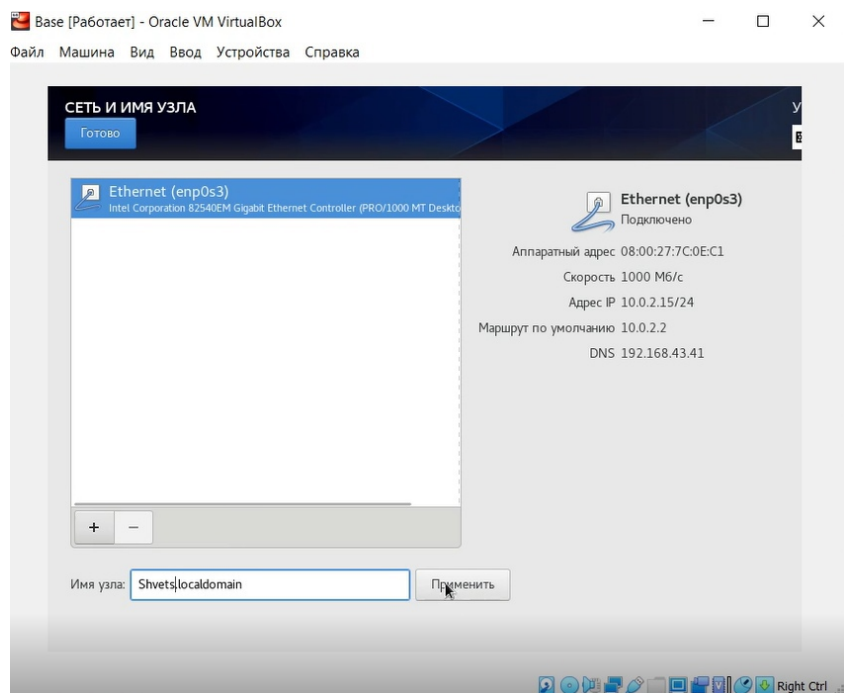 Base [Работает] - Oracle VM VirtualBox
Файл Машина Вид Ввод Устройства Справка
СЕТЬ И ИМЯ УЗЛА
Готово
Ethernet (enp0s3)
Intel Corporation 82540EM Gigabit Ethernet Controller (PRO/1000 MT Deskto
Ethernet (enp0s3)
Подключено
Аппаратный адрес 08:00:27:7C:0E:C1
Скорость 1000 Мб/с
Адрес IP 10.0.2.15/24
Маршрут по умолчанию 10.0.2.2
DNS 192.168.43.41
+ −
Имя узла: Shvets.localdomain Применить
Right Ctrl